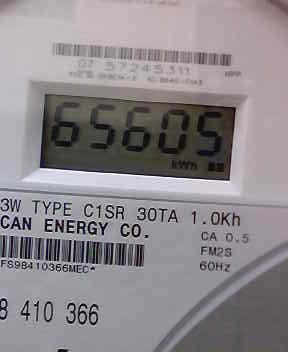 07 57245311
65605
kWh
3W TYPE C1SR 30TA 1.0Kh
CAN ENERGY CO.
CA 0.5
FM2S
60Hz
FS98410366MEC*
8 410 366